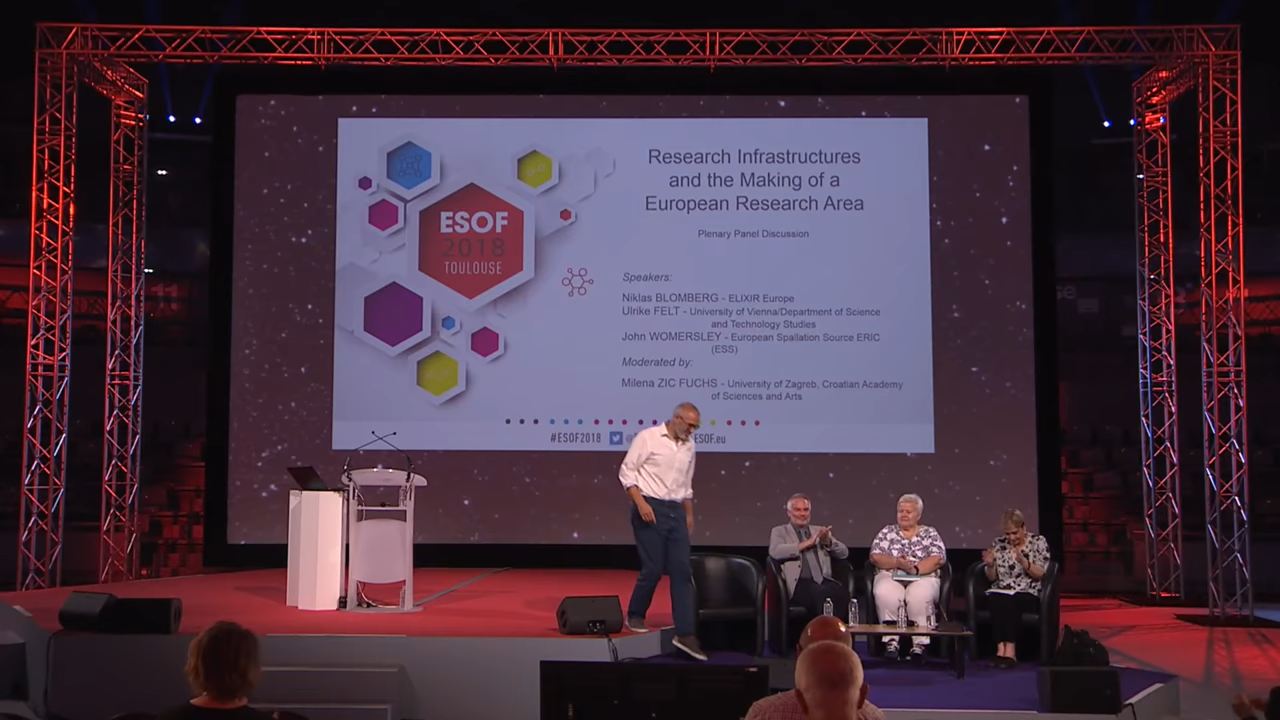 ESOF
2018
TOULOUSE
Research Infrastructures
and the Making of a
European Research Area
Plenary Panel Discussion
Speakers:
Niklas BLOMBERG - ELIXIR Europe
Ulrike FELT - University of Vienna/Department of Science
and Technology Studies
John WOMERSLEY - European Spallation Source ERIC
(ESS)
Moderated by:
Milena ZIC FUCHS - University of Zagreb, Croatian Academy
of Sciences and Arts
#ESOF2018 ESOF.eu